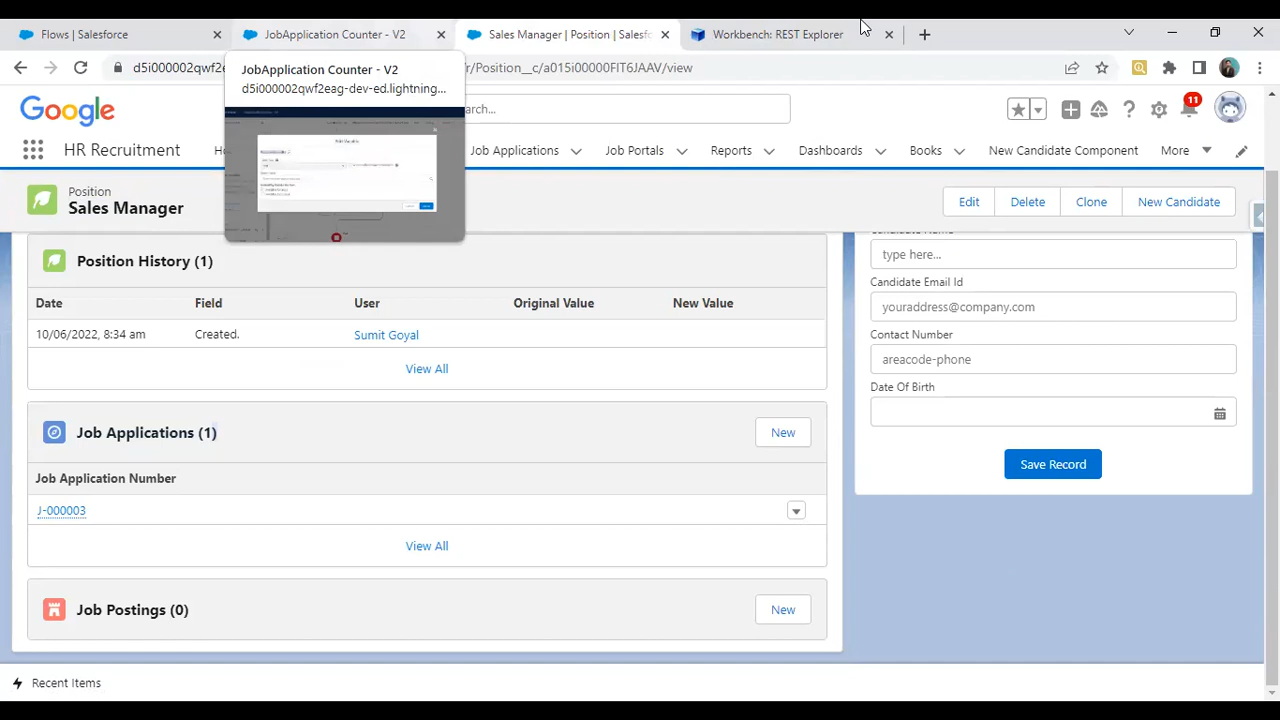 Flows | Salesforce
JobApplication Counter - V2
Sales Manager | Position | Salesf
Workbench: REST Explorer
JobApplication Counter - V2
d5i000002qwf2eag-dev-ed.lightning...
d5i000002qwf2e
r/Position__c/a015i00000FIT6JAAV/view
Google
rch...
11
HR Recruitment
H
Job Applications
Job Portals
Reports
Dashboards
Books
New Candidate Component
More
Position
Sales Manager
Edit
Delete
Clone
New Candidate
Position History (1)
Date Field User Original Value New Value
10/06/2022, 8:34 am Created. Sumit Goyal
View All
Job Applications (1)
New
Job Application Number
J-000003
View All
Job Postings (0)
New
type here...
Candidate Email Id
youraddress@company.com
Contact Number
areacode-phone
Date Of Birth
Save Record
Recent Items